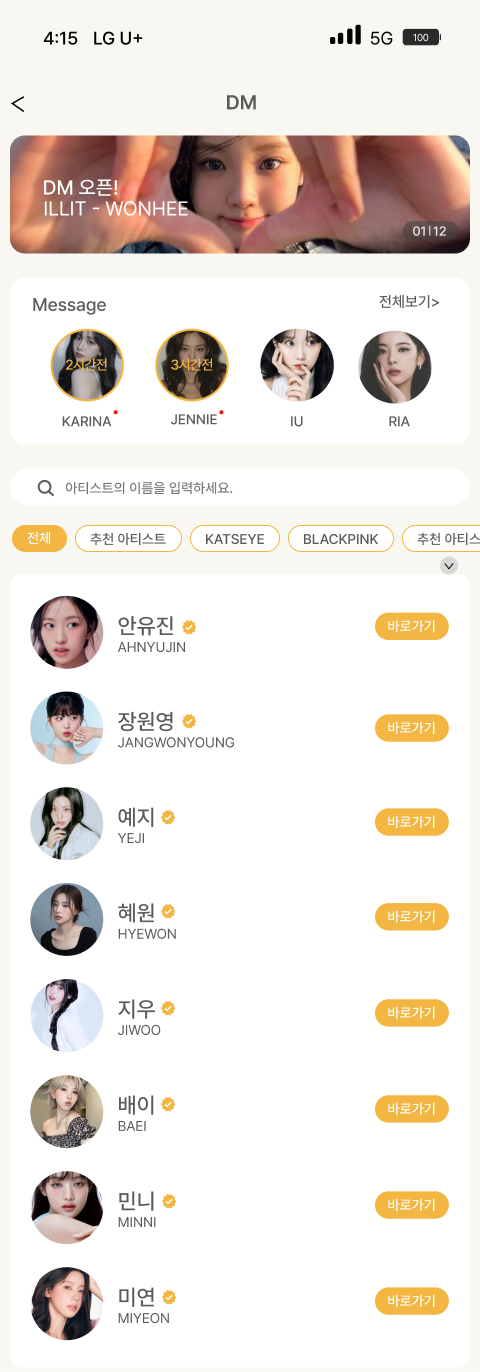 4:15 LG U+ 5G 100
DM
DM 오픈!
ILLIT - WONHEE
01|12
Message 전체보기>
2시간전 3시간전
KARINA JENNIE IU RIA
아티스트의 이름을 입력하세요.
전체 추천 아티스트 KATSEYE BLACKPINK 추천 아티스
안유진
AHNYUJIN
바로가기
장원영
JANGWONYOUNG
바로가기
예지
YEJI
바로가기
혜원
HYEWON
바로가기
지우
JIWOO
바로가기
배이
BAEI
바로가기
민니
MINNI
바로가기
미연
MIYEON
바로가기